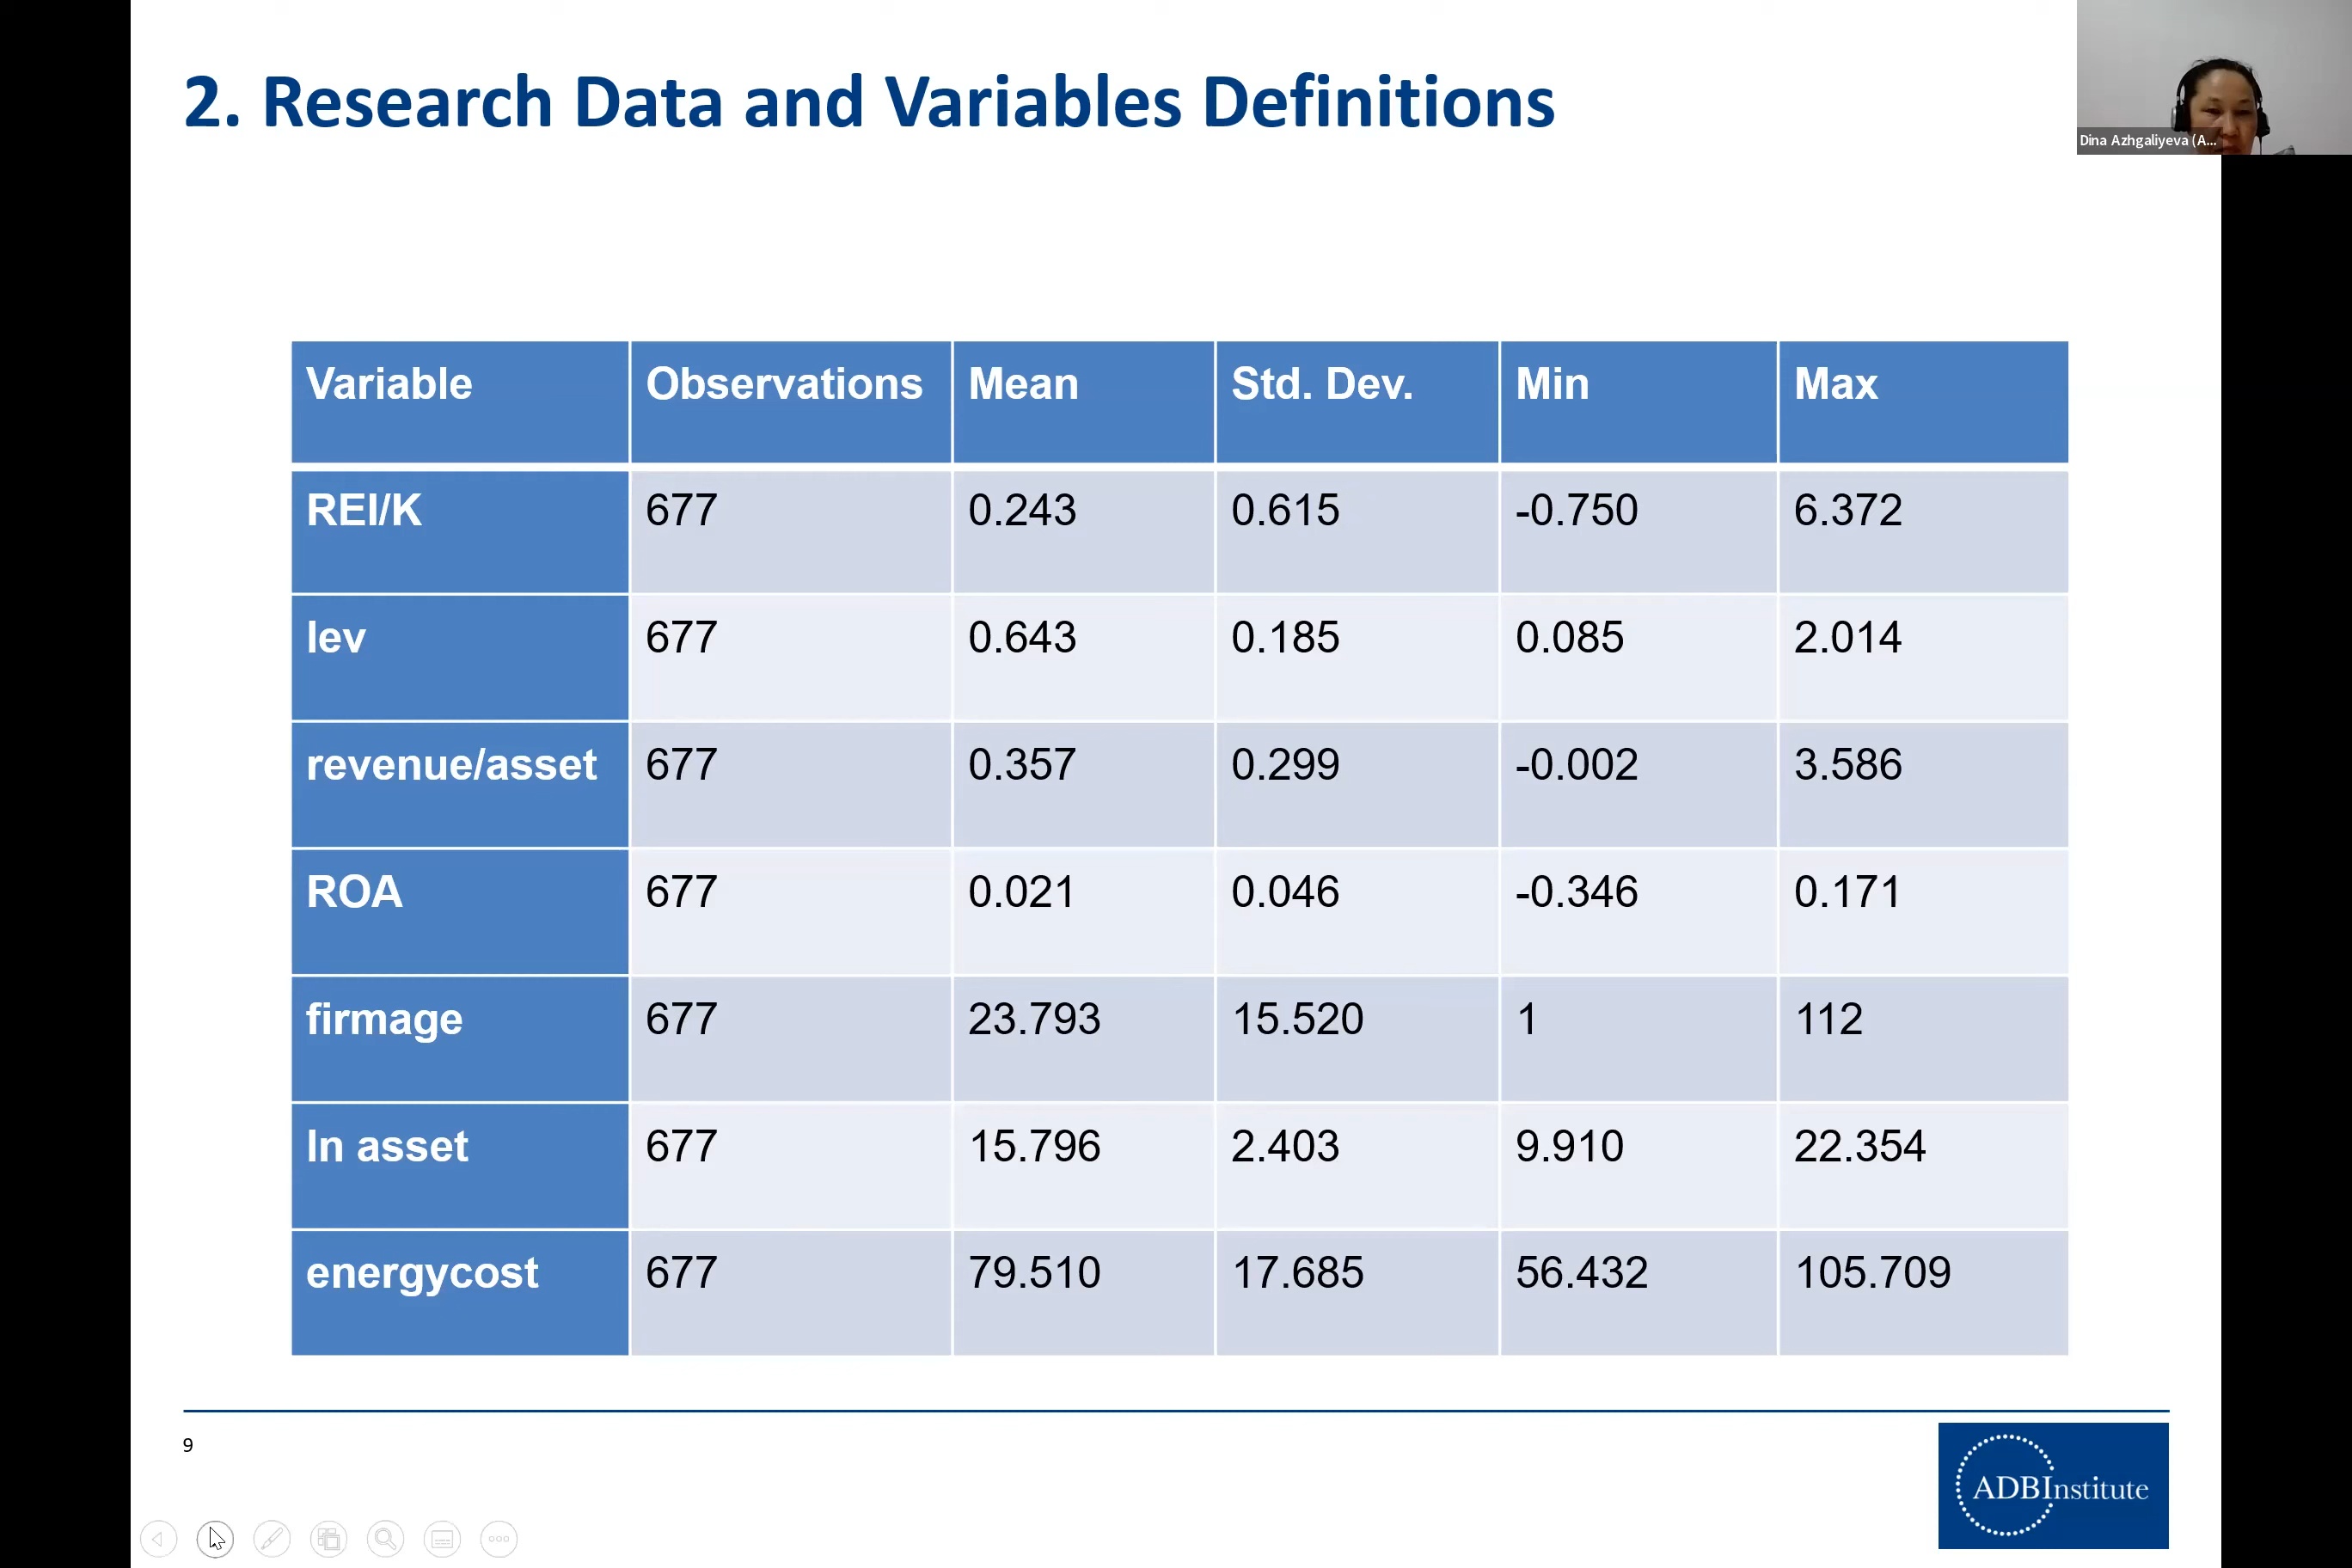 2. Research Data and Variables Definitions
Dina Azhgaliyeva (A...
Variable Observations Mean Std. Dev. Min Max
REI/K 677 0.243 0.615 -0.750 6.372
lev 677 0.643 0.185 0.085 2.014
revenue/asset 677 0.357 0.299 -0.002 3.586
ROA 677 0.021 0.046 -0.346 0.171
firmage 677 23.793 15.520 1 112
ln asset 677 15.796 2.403 9.910 22.354
energycost 677 79.510 17.685 56.432 105.709
9
ADBInstitute